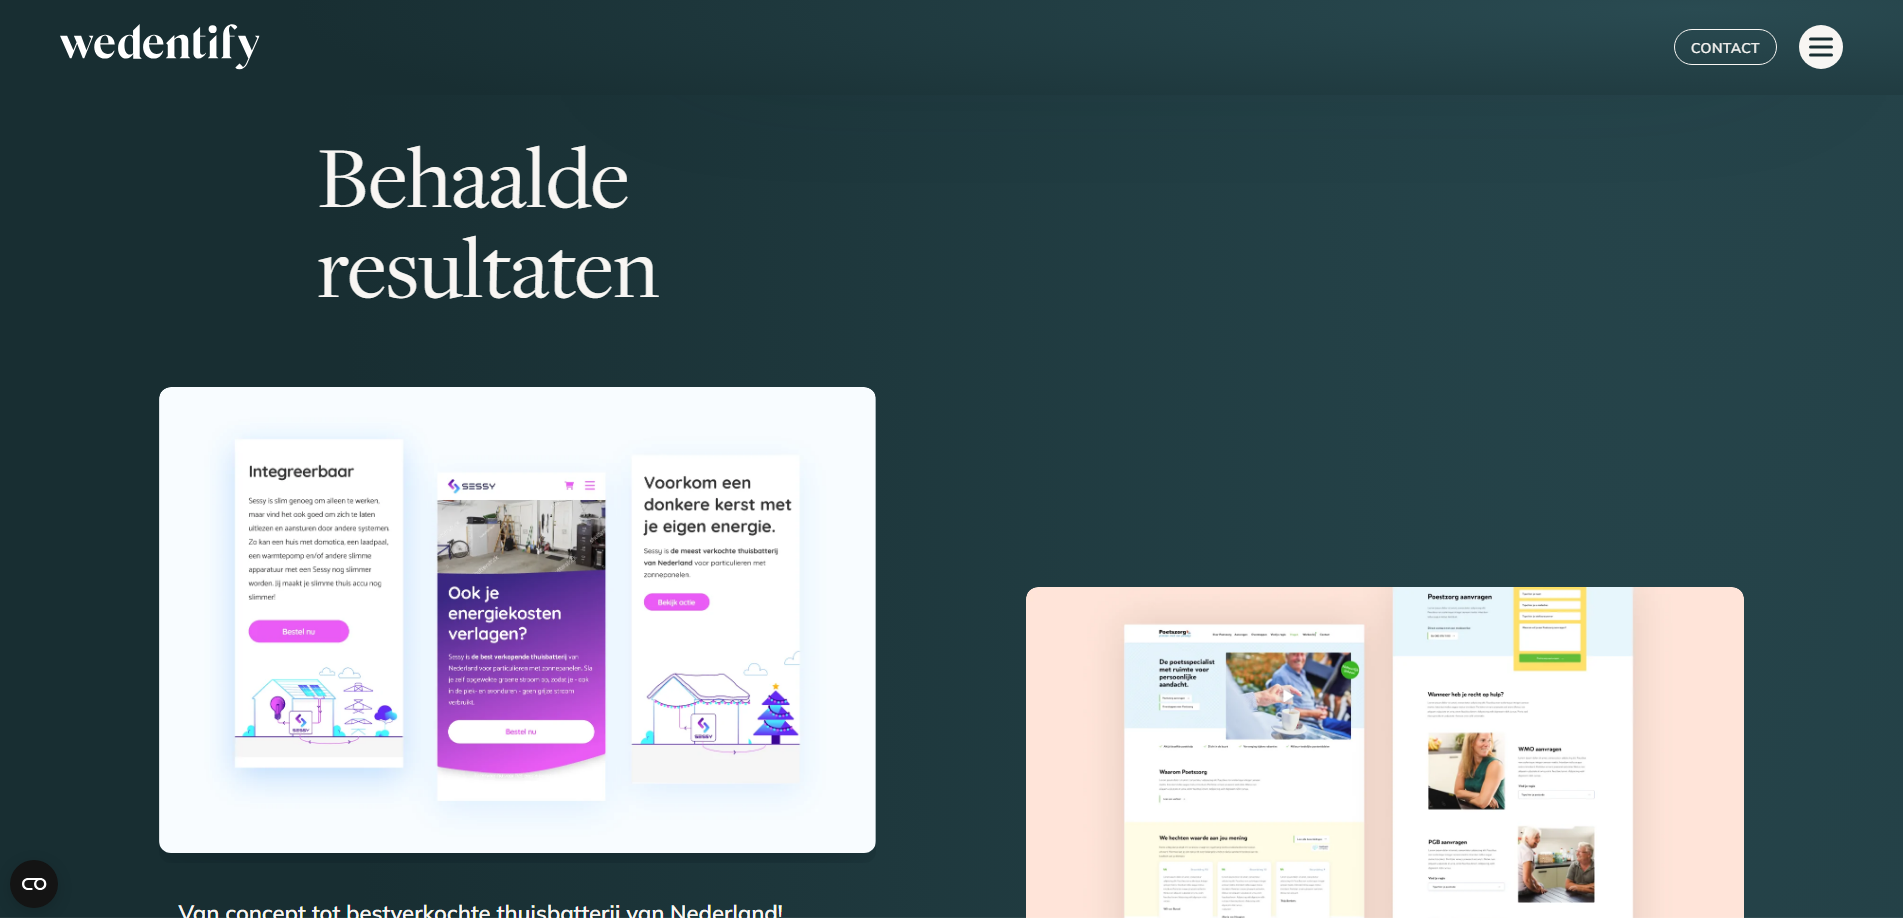 wedentify
CONTACT
Behaalde
resultaten
Integreerbaar
Sessy is slim genoeg om alleen te werken,
maar vind het ook goed om zich te laten
uitlezen en aansturen door andere systemen.
Zo kan een huis met domotica, een laadpaal,
een warmtepomp en/of andere slimme
apparatuur met een Sessy nog slimmer
worden. Jij maakt je slimme thuis accu nog
slimmer!
Bestel nu
SESSY
SESSY
Ook je
energiekosten
verlagen?
Sessy is de best verkopende thuisbatterij van
Nederland voor particulieren met zonnepanelen. Sla
je zelf opgewekte groene stroom op, zodat je - ook
in de piek- en avonduren - geen grijze stroom
verbruikt.
Bestel nu
Voorkom een
donkere kerst met
je eigen energie.
Sessy is de meest verkochte thuisbatterij
van Nederland voor particulieren met
zonnepanelen.
Bekijk actie
SESSY
Van concept tot bestverkochte thuisbatterij van Nederland!
Poetszorg
De poetsspecialist
met ruimte voor
persoonlijke
aandacht.
Waarom Poetszorg
We hechten waarde aan jou mening
Poetszorg aanvragen
Wanneer heb je recht op hulp?
WMO aanvragen
PGB aanvragen